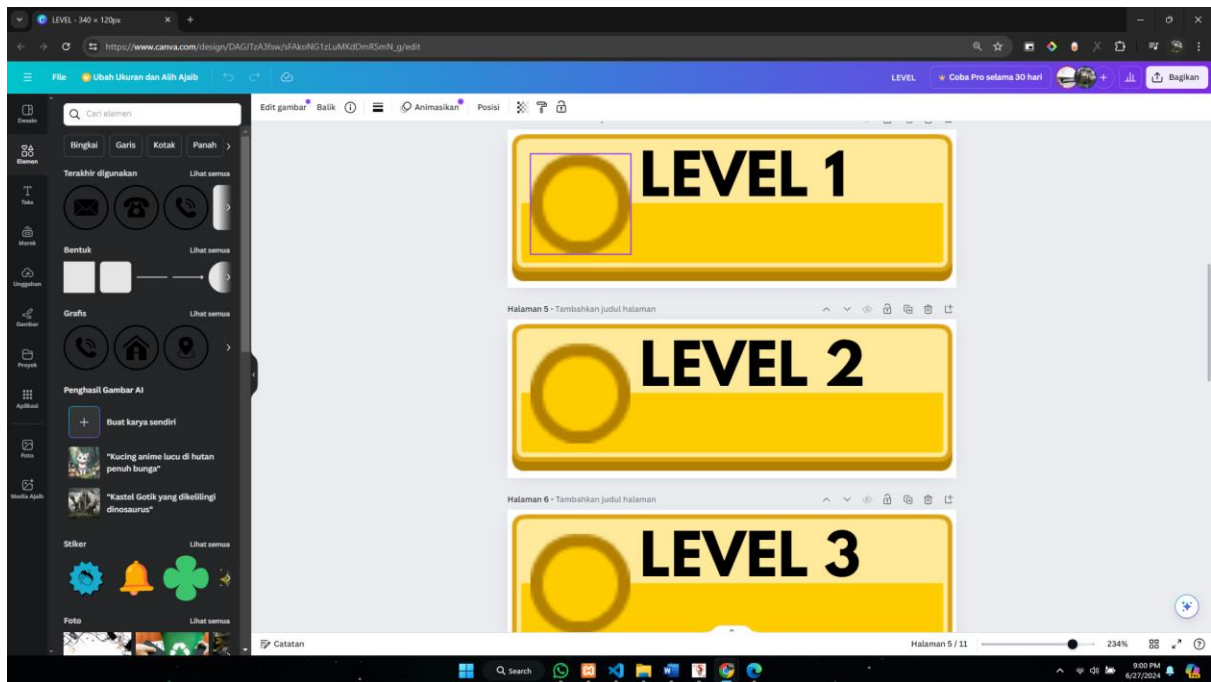 LEVEL - 340 × 120px
https://www.canva.com/design/DAGJTzA3fsw/sFAkoNG1zLuMKdDmRSmN_g/edit
File
Ubah Ukuran dan Alih Ajaib
LEVEL
Coba Pro selama 30 hari
Bagikan
Desain
Elemen
Teks
Merek
Unggahan
Gambar
Proyek
Aplikasi
Foto
Media Ajaib
Cari elemen
Bingkai Garis Kotak Panah
Terakhir digunakan Lihat semua
Bentuk Lihat semua
Grafis Lihat semua
Penghasil Gambar AI
Buat karya sendiri
"Kucing anime lucu di hutan
penuh bunga"
"Kastel Gotik yang dikelilingi
dinosaurus"
Stiker Lihat semua
Foto Lihat semua
Edit gambar Balik Animasikan Posisi
LEVEL 1
Halaman 5 - Tambahkan judul halaman
LEVEL 2
Halaman 6 - Tambahkan judul halaman
LEVEL 3
Catatan
Halaman 5 / 11
234%
Search
9:00 PM
6/27/2024